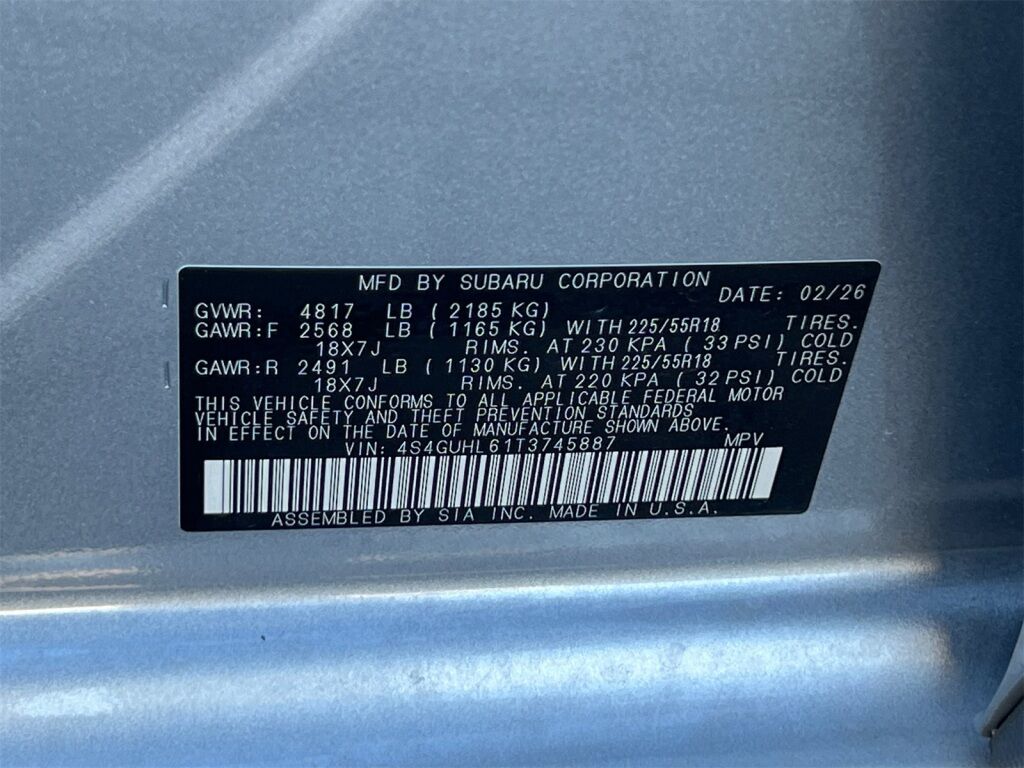 MFD BY SUBARU CORPORATION
DATE: 02/26
GVWR: 4817 LB ( 2185 KG)
GAWR:F 2568 LB ( 1165 KG) WITH 225/55R18 TIRES.
18X7J RIMS. AT 230 KPA ( 33 PSI) COLD
GAWR:R 2491 LB ( 1130 KG) WITH 225/55R18 TIRES.
18X7J RIMS. AT 220 KPA ( 32 PSI) COLD
THIS VEHICLE CONFORMS TO ALL APPLICABLE FEDERAL MOTOR
VEHICLE SAFETY AND THEFT PREVENTION STANDARDS
IN EFFECT ON THE DATE OF MANUFACTURE SHOWN ABOVE.
VIN: 4S4GUHL61T3745887 MPV
ASSEMBLED BY SIA INC. MADE IN U.S.A.